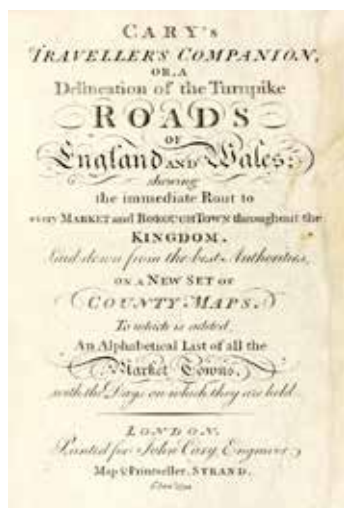 CARY'S
TRAVELLER'S COMPANION,
OR, A
Delineation of the Turnpike
ROADS
OF
England AND Wales;
shewing
the immediate Rout to
every MARKET and BOROUGH TOWN throughout the
KINGDOM.
Laid down from the best Authorities,
ON A NEW SET OF
COUNTY MAPS.
To which is added,
An Alphabetical List of all the
Market Towns,
with the Days on which they are held.
LONDON.
Printed for John Cary, Engraver,
Map & Printseller, STRAND.